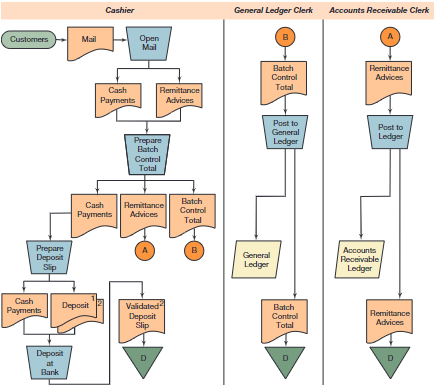 Cashier
General Ledger Clerk
Accounts Receivable Clerk
Customers
Mail
Open
Mail
Cash
Payments
Remittance
Advices
Prepare
Batch
Control
Total
Cash
Payments
Remittance
Advices
Batch
Control
Total
A
B
Prepare
Deposit
Slip
Cash
Payments
Deposit
1
2
Deposit
at
Bank
Validated
Deposit
Slip
2
D
B
Batch
Control
Total
Post to
General
Ledger
General
Ledger
Batch
Control
Total
D
A
Remittance
Advices
Post to
Ledger
Accounts
Receivable
Ledger
Remittance
Advices
D